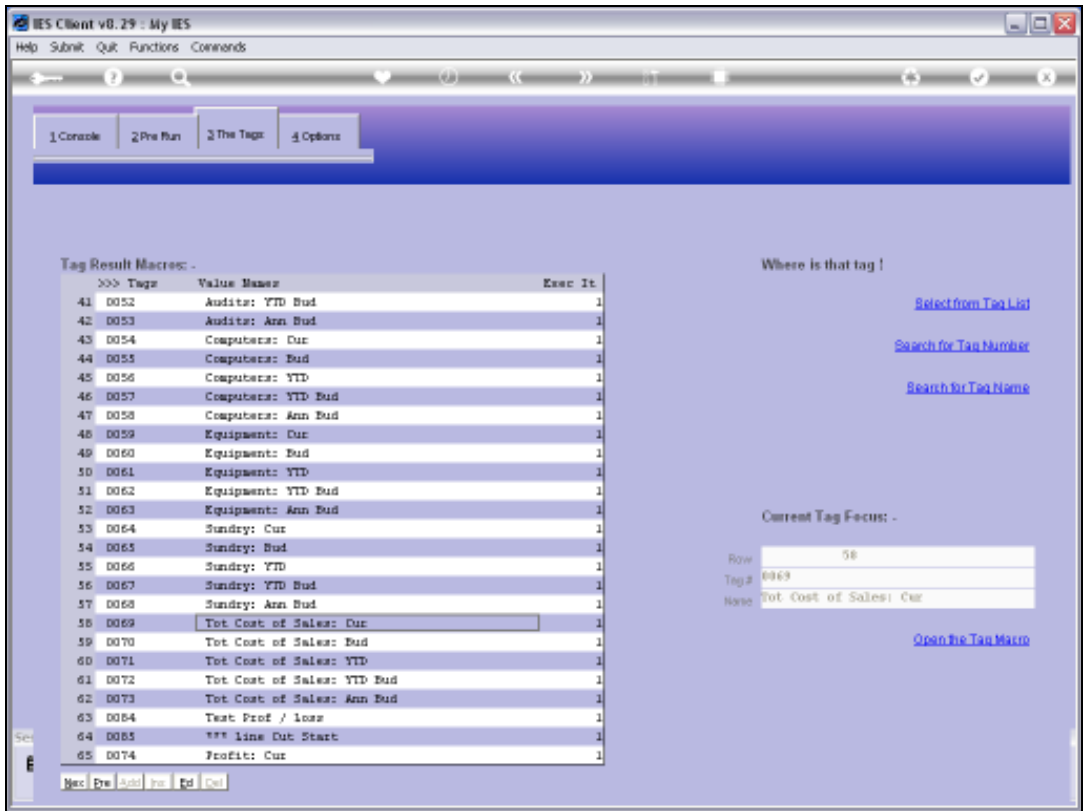 IES Client v8.29 : My IES
Help Submit Quit Functions Commands
1 Console 2 Pre Run 3 The Tags 4 Options
Tag Result Macros: -
>>> Tags Value Names Exec It
41 0052 Audits: YTD Bud 1
42 0053 Audits: Ann Bud 1
43 0054 Computers: Cur 1
44 0055 Computers: Bud 1
45 0056 Computers: YTD 1
46 0057 Computers: YTD Bud 1
47 0058 Computers: Ann Bud 1
48 0059 Equipment: Cur 1
49 0060 Equipment: Bud 1
50 0061 Equipment: YTD 1
51 0062 Equipment: YTD Bud 1
52 0063 Equipment: Ann Bud 1
53 0064 Sundry: Cur 1
54 0065 Sundry: Bud 1
55 0066 Sundry: YTD 1
56 0067 Sundry: YTD Bud 1
57 0068 Sundry: Ann Bud 1
58 0069 Tot Cost of Sales: Cur 1
59 0070 Tot Cost of Sales: Bud 1
60 0071 Tot Cost of Sales: YTD 1
61 0072 Tot Cost of Sales: YTD Bud 1
62 0073 Tot Cost of Sales: Ann Bud 1
63 0084 Test Prof / loss 1
64 0085 *** line Cut Start 1
65 0074 Profit: Cur 1
Nex Pre Add Ins Ed Del
Where is that tag !
Select from Tag List
Search for Tag Number
Search for Tag Name
Current Tag Focus: -
Row 58
Tag # 0069
Name Tot Cost of Sales: Cur
Open the Tag Macro